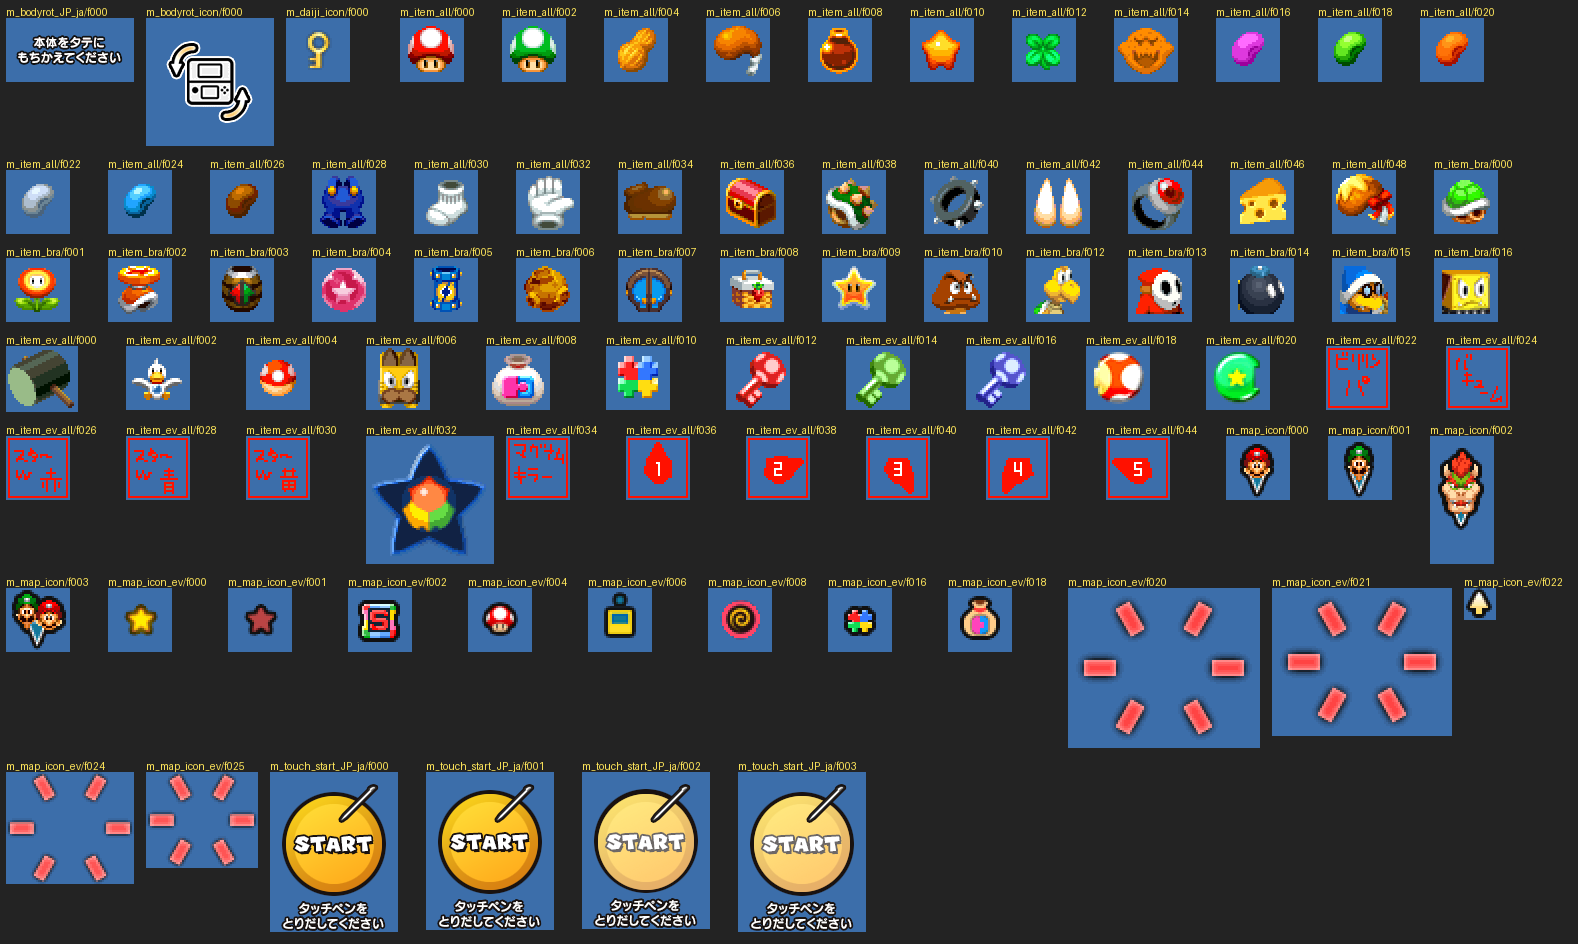 m_bodyrot_JP_ja/f000
m_bodyrot_icon/f000
m_daiji_icon/f000
m_item_all/f000
m_item_all/f002
m_item_all/f004
m_item_all/f006
m_item_all/f008
m_item_all/f010
m_item_all/f012
m_item_all/f014
m_item_all/f016
m_item_all/f018
m_item_all/f020
本体をタテに
もちかえてください
m_item_all/f022
m_item_all/f024
m_item_all/f026
m_item_all/f028
m_item_all/f030
m_item_all/f032
m_item_all/f034
m_item_all/f036
m_item_all/f038
m_item_all/f040
m_item_all/f042
m_item_all/f044
m_item_all/f046
m_item_all/f048
m_item_bra/f000
m_item_bra/f001
m_item_bra/f002
m_item_bra/f003
m_item_bra/f004
m_item_bra/f005
m_item_bra/f006
m_item_bra/f007
m_item_bra/f008
m_item_bra/f009
m_item_bra/f010
m_item_bra/f012
m_item_bra/f013
m_item_bra/f014
m_item_bra/f015
m_item_bra/f016
m_item_ev_all/f000
m_item_ev_all/f002
m_item_ev_all/f004
m_item_ev_all/f006
m_item_ev_all/f008
m_item_ev_all/f010
m_item_ev_all/f012
m_item_ev_all/f014
m_item_ev_all/f016
m_item_ev_all/f018
m_item_ev_all/f020
m_item_ev_all/f022
m_item_ev_all/f024
ビリリン
パ
バ
キュ
ーム
m_item_ev_all/f026
m_item_ev_all/f028
m_item_ev_all/f030
m_item_ev_all/f032
m_item_ev_all/f034
m_item_ev_all/f036
m_item_ev_all/f038
m_item_ev_all/f040
m_item_ev_all/f042
m_item_ev_all/f044
m_map_icon/f000
m_map_icon/f001
m_map_icon/f002
スター
W 赤
スター
W 青
スター
W 黄
マグナム
キラー
1
2
3
4
5
m_map_icon/f003
m_map_icon_ev/f000
m_map_icon_ev/f001
m_map_icon_ev/f002
m_map_icon_ev/f004
m_map_icon_ev/f006
m_map_icon_ev/f008
m_map_icon_ev/f016
m_map_icon_ev/f018
m_map_icon_ev/f020
m_map_icon_ev/f021
m_map_icon_ev/f022
S
m_map_icon_ev/f024
m_map_icon_ev/f025
m_touch_start_JP_ja/f000
m_touch_start_JP_ja/f001
m_touch_start_JP_ja/f002
m_touch_start_JP_ja/f003
START
タッチペンを
とりだしてください
START
タッチペンを
とりだしてください
START
タッチペンを
とりだしてください
START
タッチペンを
とりだしてください